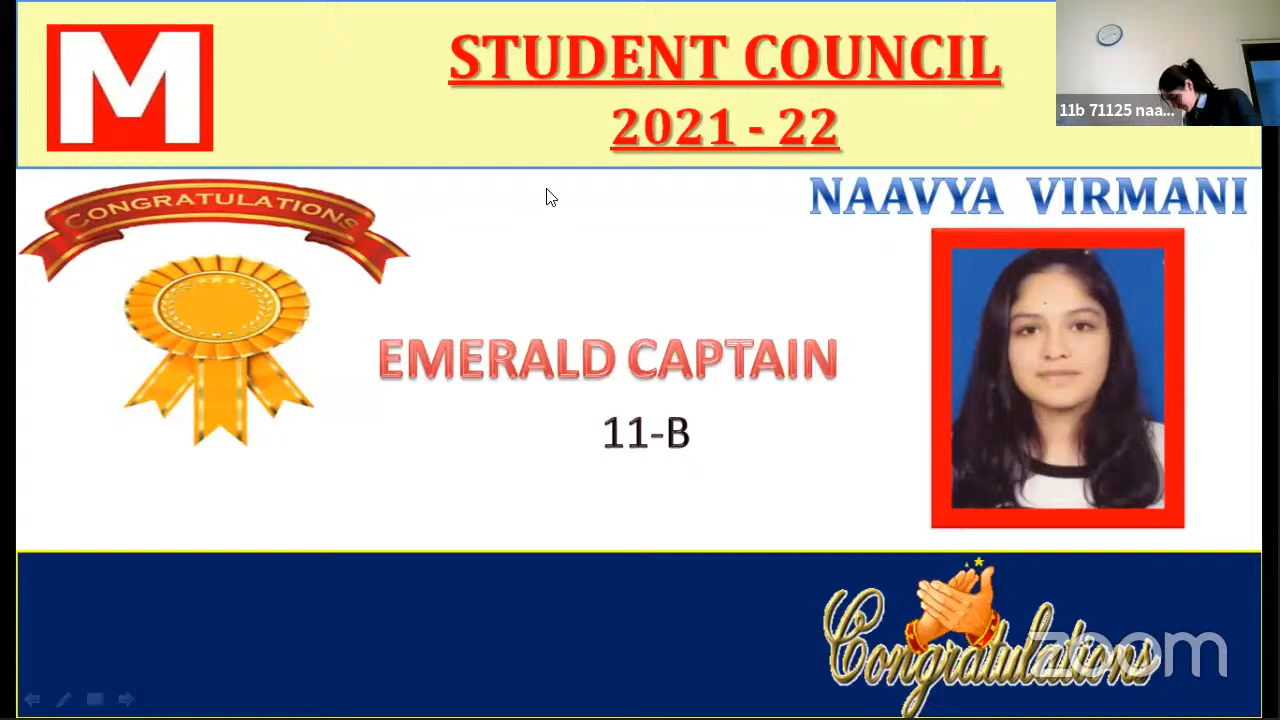 M
STUDENT COUNCIL
2021 - 22
11b 71125 naa...
CONGRATULATIONS
NAAVYA VIRMANI
EMERALD CAPTAIN
11-B
Congratulations
zoom